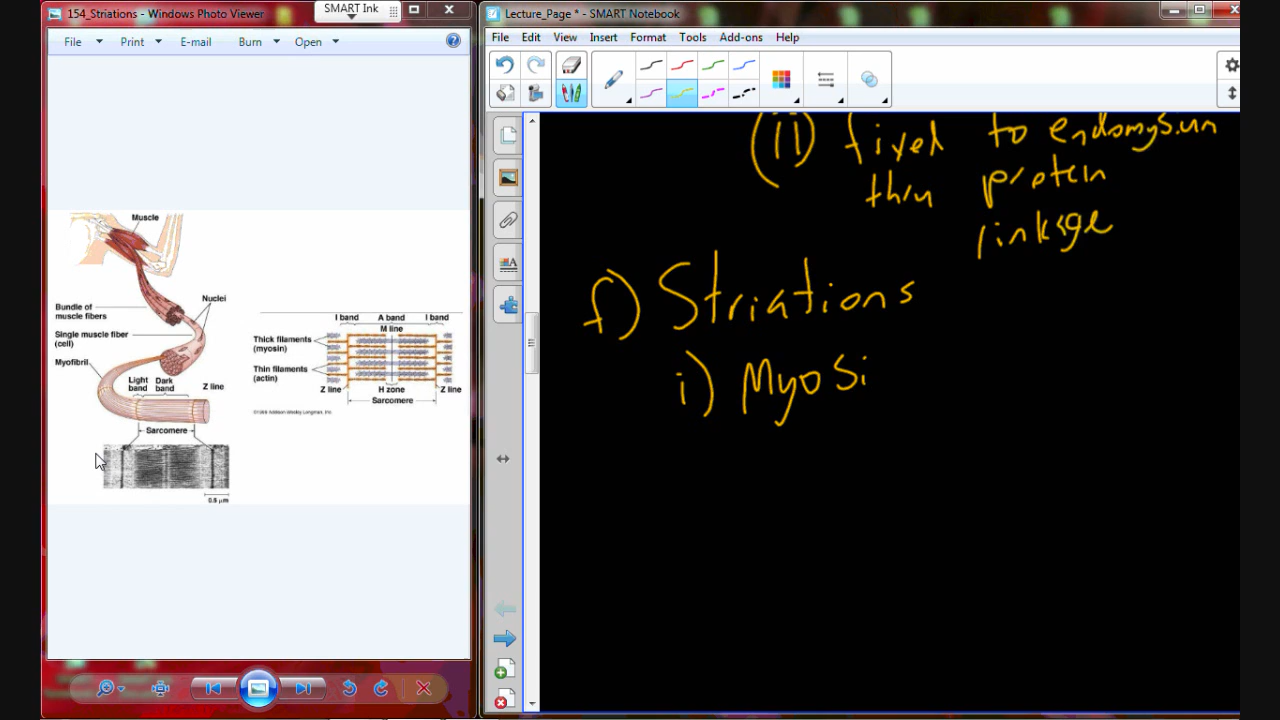 154_Striations - Windows Photo Viewer
SMART Ink
File Print E-mail Burn Open
Muscle
Nuclei
Bundle of
muscle fibers
Single muscle fiber
(cell)
Myofibril
Light
band
Dark
band
Z line
Sarcomere
0.5 μm
I band A band I band
M line
Thick filaments
(myosin)
Thin filaments
(actin)
Z line H zone Z line
Sarcomere
Lecture_Page * - SMART Notebook
File Edit View Insert Format Tools Add-ons Help
(ii) fixed to endomysiun
thin protein
linkage
f) Striations
i) Myosi